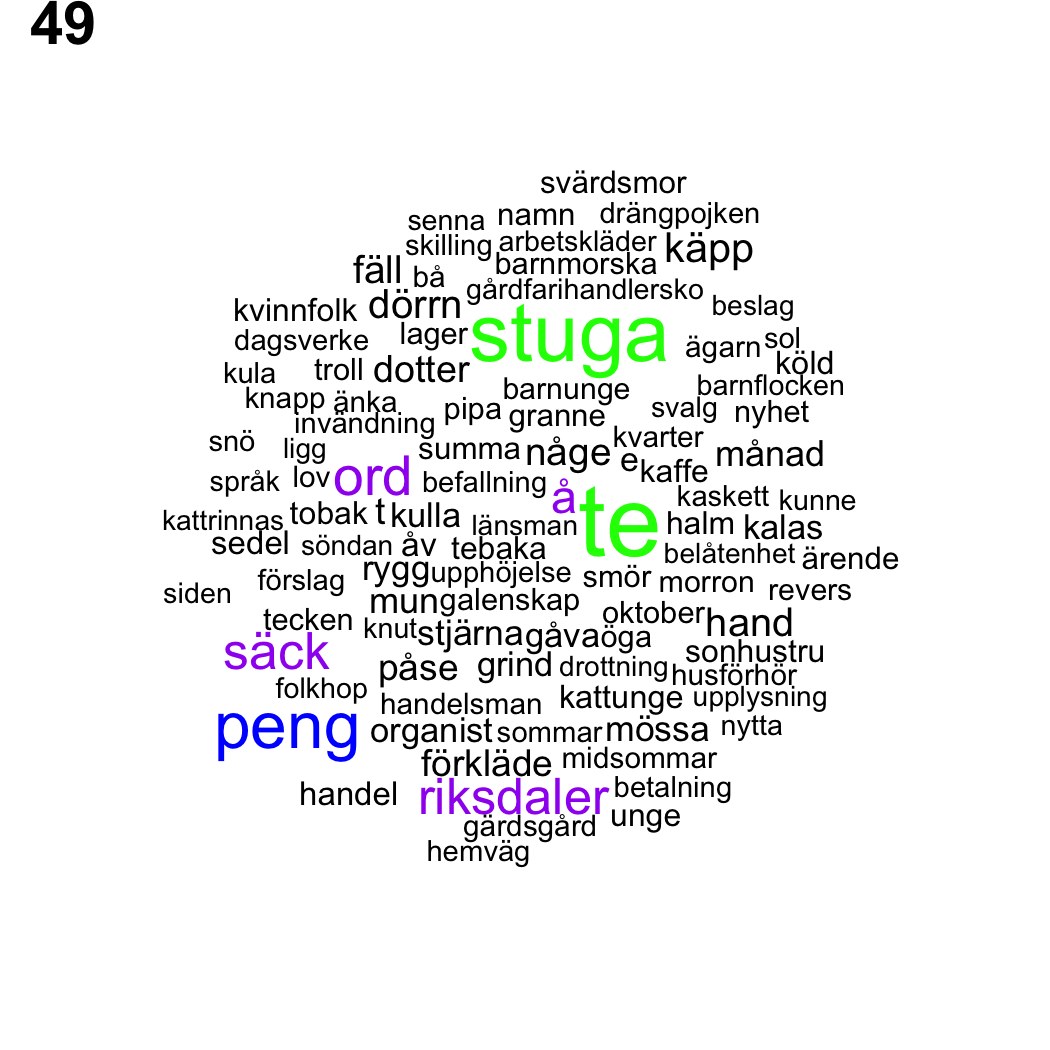 49
svärdsmor
senna namn drängpojken
skilling arbetskläder käpp
fäll bå barnmorska
gårdfarihandlersko
kvinnfolk dörrn beslag
dagsverke lager stuga ägarn sol
kula troll dotter köld
barnunge barnflocken
knapp änka pipa granne svalg nyhet
invändning kvarter
snö ligg summa någe e månad
språk lov ord befallning å kaffe
kaskett kunne
kattrinnas tobak t kulla länsman te halm kalas
sedel söndan åv tebaka belåtenhet ärende
siden förslag rygg upphöjelse smör morron revers
mun galenskap oktober
tecken knut stjärna gåva öga hand
säck påse grind drottning sonhustru
husförhör
folkhop handelsman kattunge upplysning
peng organist sommar mössa nytta
förkläde midsommar
handel riksdaler betalning
gärdsgård unge
hemväg